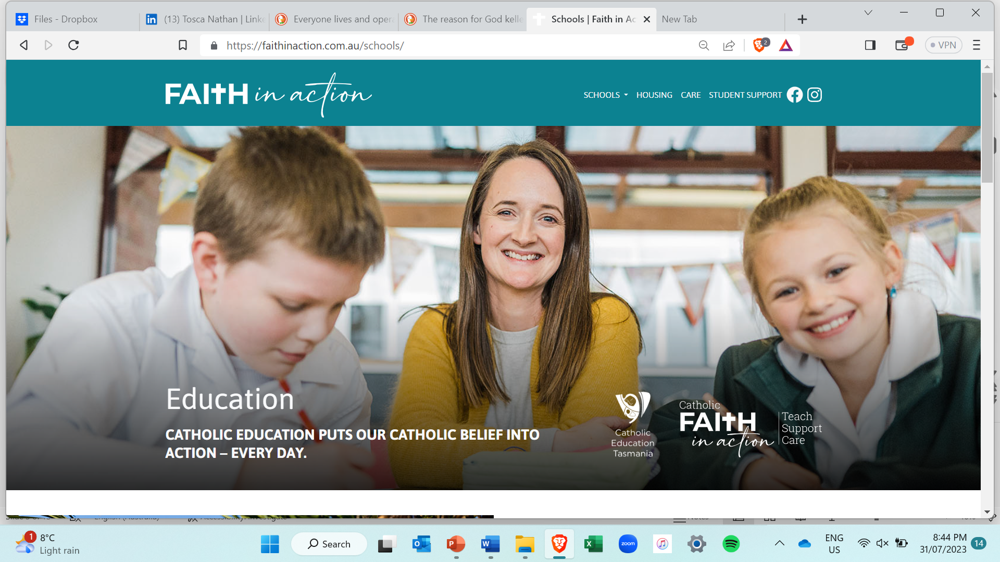 Files - Dropbox
(13) Tosca Nathan | Linke
Everyone lives and opera
The reason for God kelle
Schools | Faith in Ac
New Tab
https://faithinaction.com.au/schools/
2
VPN
FAITH in action
SCHOOLS
HOUSING
CARE
STUDENT SUPPORT
Education
CATHOLIC EDUCATION PUTS OUR CATHOLIC BELIEF INTO
ACTION – EVERY DAY.
Catholic
Education
Tasmania
Catholic
FAITH
in action
Teach
Support
Care
1
8°C
Light rain
Search
zoom
ENG
US
8:44 PM
31/07/2023
14